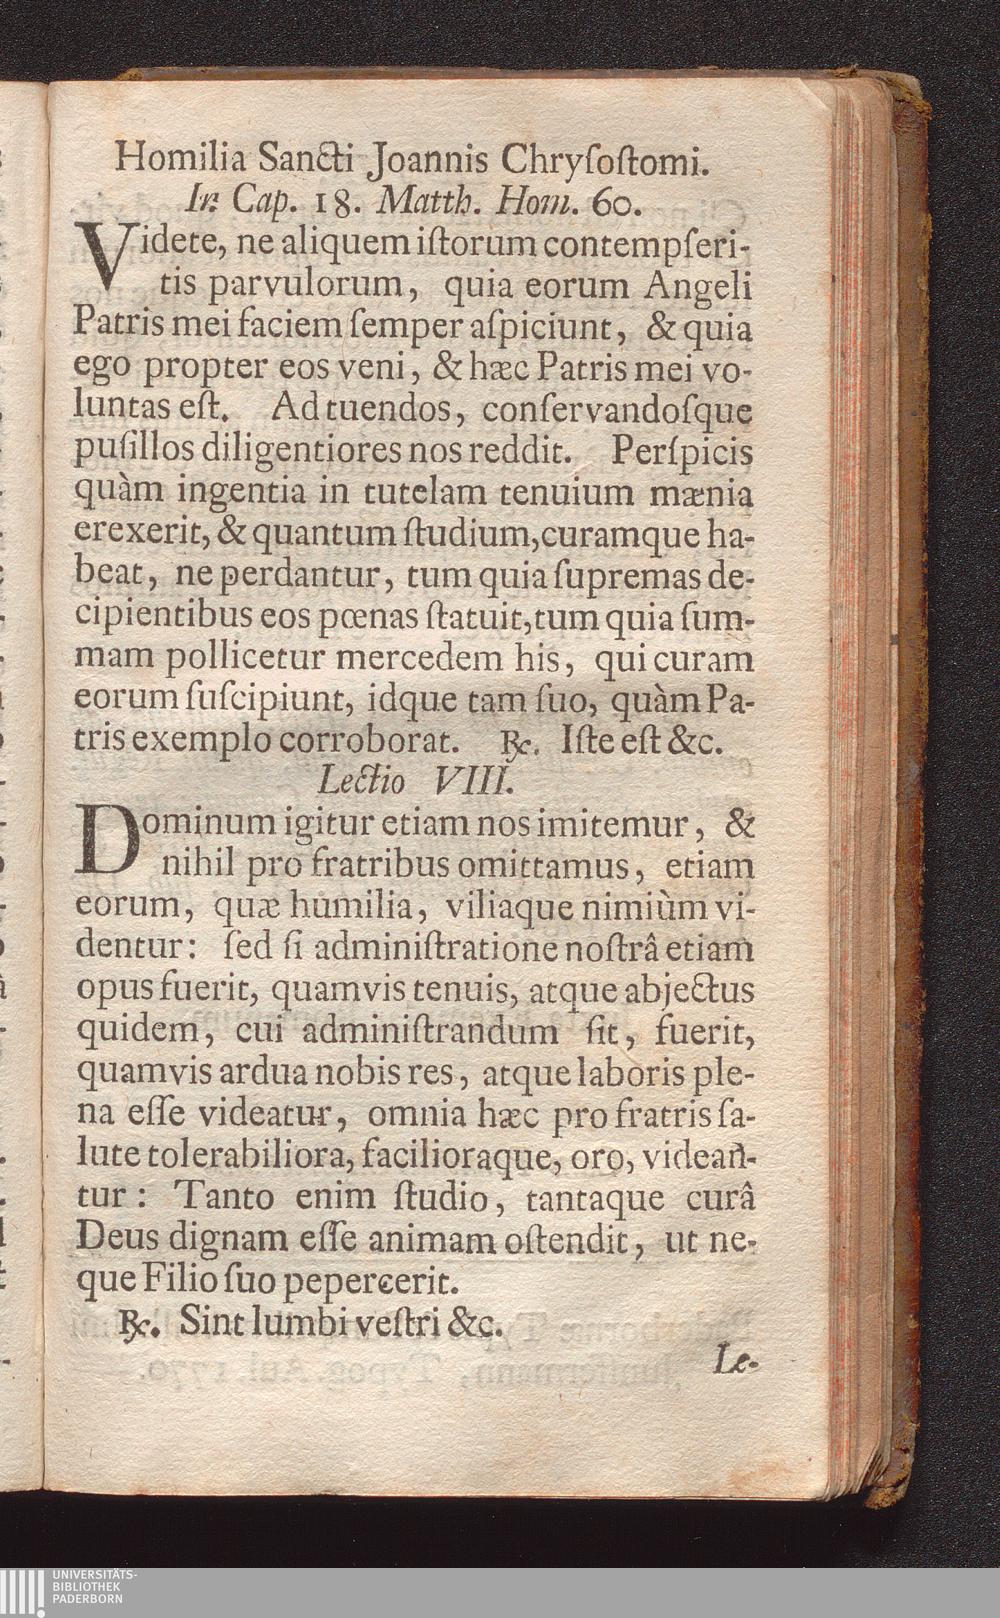 Homilia Sancti Joannis Chryſoſtomi.
In Cap. 18. Matth. Hom. 60.
Videte, ne aliquem iſtorum contempſeri-
tis parvulorum, quia eorum Angeli
Patris mei faciem ſemper aſpiciunt, & quia
ego propter eos veni, & hæc Patris mei vo-
luntas eſt. Ad tuendos, conſervandoſque
puſillos diligentiores nos reddit. Perſpicis
quàm ingentia in tutelam tenuium mænia
erexerit, & quantum ſtudium, curamque ha-
beat, ne perdantur, tum quia ſupremas de-
cipientibus eos pœnas ſtatuit, tum quia ſum-
mam pollicetur mercedem his, qui curam
eorum ſuſcipiunt, idque tam ſuo, quàm Pa-
tris exemplo corroborat. ℞. Iſte eſt &c.
Lectio VIII.
Dominum igitur etiam nos imitemur, &
nihil pro fratribus omittamus, etiam
eorum, quæ humilia, viliaque nimiùm vi-
dentur: ſed ſi adminiſtratione noſtrâ etiam
opus fuerit, quamvis tenuis, atque abjectus
quidem, cui adminiſtrandum ſit, fuerit,
quamvis ardua nobis res, atque laboris ple-
na eſſe videatur, omnia hæc pro fratris ſa-
lute tolerabiliora, facilioraque, oro, videan-
tur: Tanto enim ſtudio, tantaque curâ
Deus dignam eſſe animam oſtendit, ut ne-
que Filio ſuo pepercerit.
℞. Sint lumbi veſtri &c.
Le-
UNIVERSITÄTS-
BIBLIOTHEK
PADERBORN